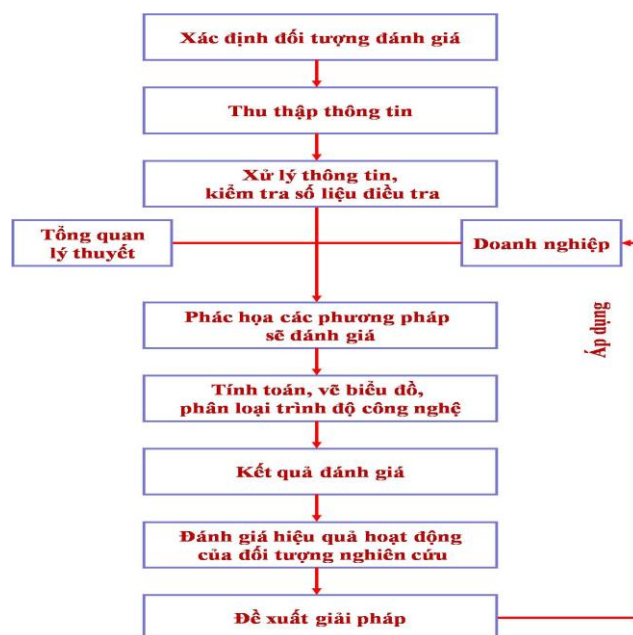 Xác định đối tượng đánh giá
Thu thập thông tin
Xử lý thông tin,
kiểm tra số liệu điều tra
Tổng quan
lý thuyết
Doanh nghiệp
Phác họa các phương pháp
sẽ đánh giá
Áp dụng
Tính toán, vẽ biểu đồ,
phân loại trình độ công nghệ
Kết quả đánh giá
Đánh giá hiệu quả hoạt động
của đối tượng nghiên cứu
Đề xuất giải pháp